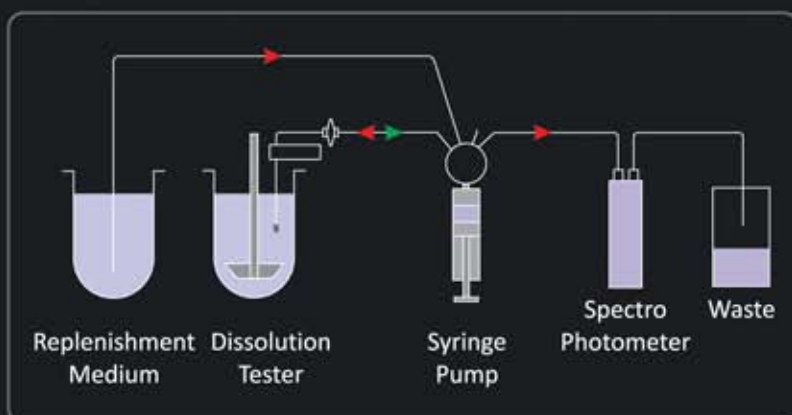 Replenishment
Medium
Dissolution
Tester
Syringe
Pump
Spectro
Photometer
Waste